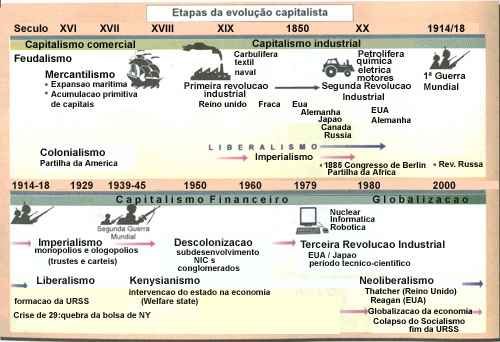 Etapas da evolução capitalista
Seculo XVI XVII XVIII XIX 1850 XX 1914/18
Capitalismo comercial Capitalismo industrial
Feudalismo
Mercantilismo
* Expansao maritima
* Acumulacao primitiva
de capitais
Carbulifera
textil
naval
Primeira revolucao
industrial
Reino unido Fraca Eua
Alemanha
Japao
Canada
Russia
Petrolifera
quimica
eletrica
motores
Segunda Revolucao
Industrial
EUA
Alemanha
1ª Guerra
Mundial
LIBERALISMO
Colonialismo
Partilha da America
Imperialismo
* 1885 Congresso de Berlin
Partilha da Africa
* Rev. Russa
1914-18 1929 1939-45 1950 1960 1979 1980 2000
Capitalismo Financeiro Globalizacao
Segunda Guerra
Mundial
Nuclear
Informatica
Robotica
Imperialismo
monopolios e ologopolios
(trustes e carteis)
Descolonizacao
subdesenvolvimento
NIC s
conglomerados
Terceira Revolucao Industrial
EUA / Japao
período tecnico-científico
Liberalismo
formacao da URSS
Crise de 29:quebra da bolsa de NY
Kenysianismo
intervencao do estado na economia
(Welfare state)
Neoliberalismo
Thatcher (Reino Unido)
Reagan (EUA)
Globalizacao da economia
Colapso do Socialismo
fim da URSS